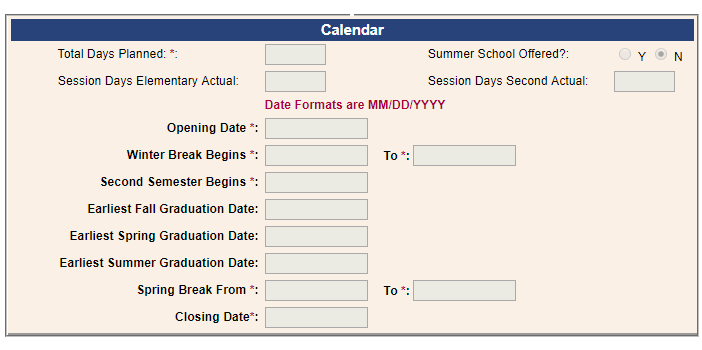 Calendar
Total Days Planned: *: Summer School Offered?: Y N
Session Days Elementary Actual: Session Days Second Actual:
Date Formats are MM/DD/YYYY
Opening Date *:
Winter Break Begins *: To *:
Second Semester Begins *:
Earliest Fall Graduation Date:
Earliest Spring Graduation Date:
Earliest Summer Graduation Date:
Spring Break From *: To *:
Closing Date*: